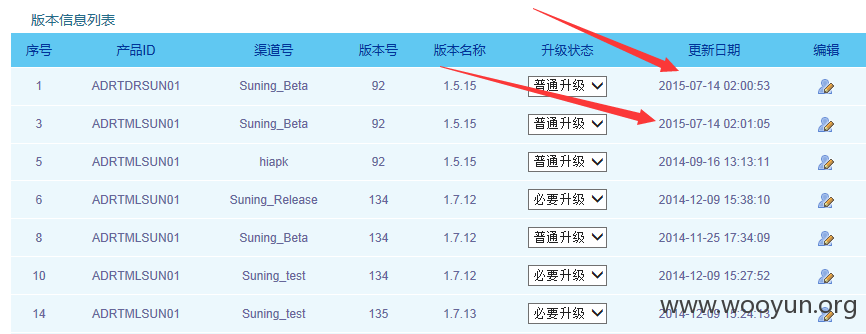 版本信息列表
序号 产品ID 渠道号 版本号 版本名称 升级状态 更新日期 编辑
1 ADRTDRSUN01 Suning_Beta 92 1.5.15 普通升级 2015-07-14 02:00:53
3 ADRTMLSUN01 Suning_Beta 92 1.5.15 普通升级 2015-07-14 02:01:05
5 ADRTMLSUN01 hiapk 92 1.5.15 普通升级 2014-09-16 13:13:11
6 ADRTMLSUN01 Suning_Release 134 1.7.12 必要升级 2014-12-09 15:38:10
8 ADRTMLSUN01 Suning_Beta 134 1.7.12 普通升级 2014-11-25 17:34:09
10 ADRTMLSUN01 Suning_test 134 1.7.12 必要升级 2014-12-09 15:27:52
14 ADRTMLSUN01 Suning_test 135 1.7.13 必要升级 2014-12-09 15:24:13
www.wooyun.org